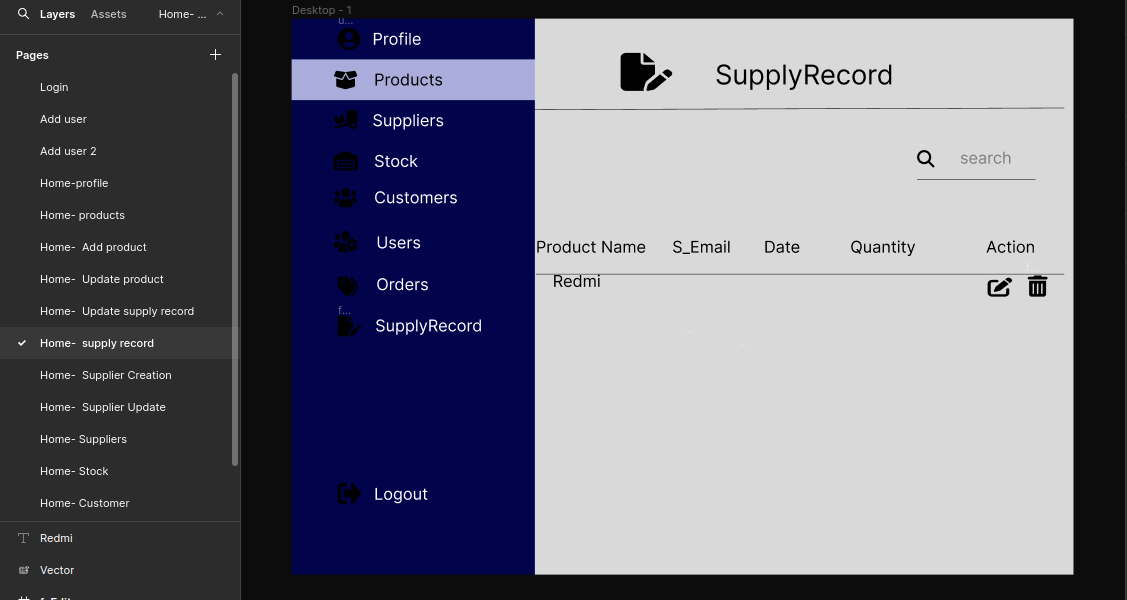 Layers
Assets
Home- ...
Pages
Login
Add user
Add user 2
Home-profile
Home- products
Home- Add product
Home- Update product
Home- Update supply record
Home- supply record
Home- Supplier Creation
Home- Supplier Update
Home- Suppliers
Home- Stock
Home- Customer
Redmi
Vector
Desktop - 1
u...
Profile
Products
Suppliers
Stock
Customers
Users
Orders
f...
SupplyRecord
Logout
SupplyRecord
search
Product Name S_Email Date Quantity Action
Redmi